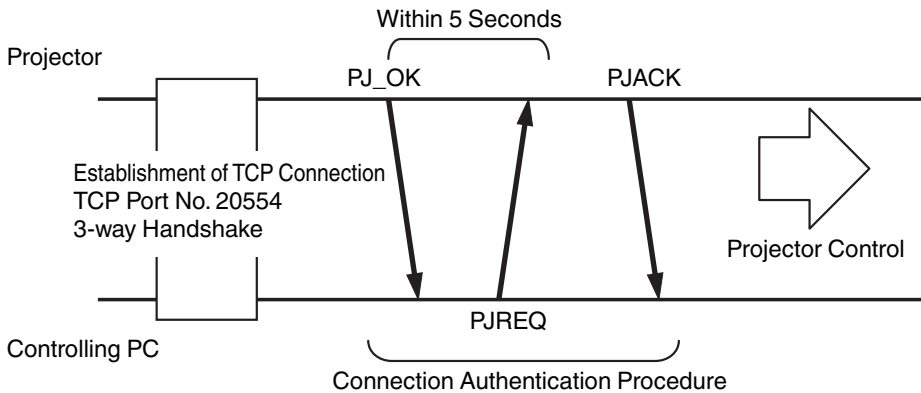 Within 5 Seconds
Projector
PJ_OK
PJACK
Establishment of TCP Connection
TCP Port No. 20554
3-way Handshake
Projector Control
PJREQ
Controlling PC
Connection Authentication Procedure